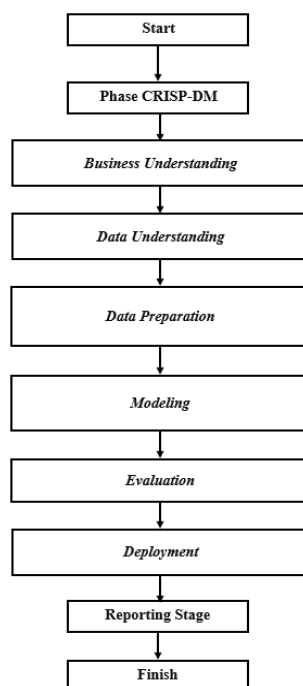 Start
Phase CRISP-DM
Business Understanding
Data Understanding
Data Preparation
Modeling
Evaluation
Deployment
Reporting Stage
Finish